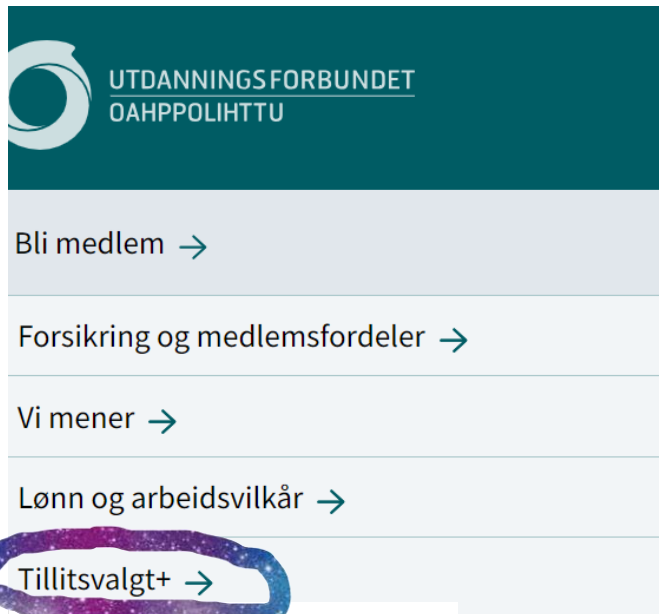 UTDANNINGSFORBUNDET
OAHPPOLIHTTU
Bli medlem →
Forsikring og medlemsfordeler →
Vi mener →
Lønn og arbeidsvilkår →
Tillitsvalgt+ →